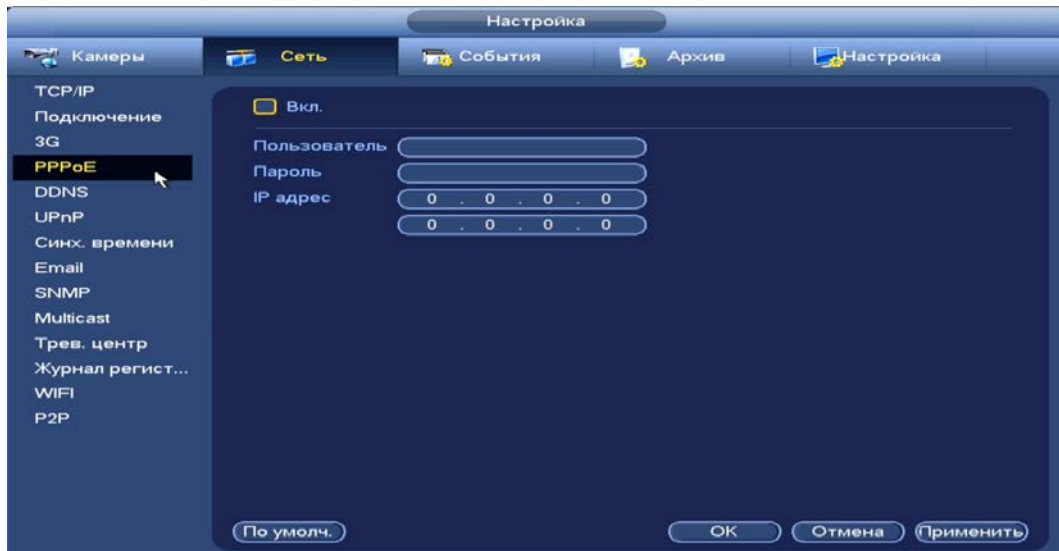 Настройка
Камеры Сеть События Архив Настройка
TCP/IP
Подключение
3G
PPPoE
DDNS
UPnP
Синх. времени
Email
SNMP
Multicast
Трев. центр
Журнал регист...
WIFI
P2P
Вкл.
Пользователь
Пароль
IP адрес 0 . 0 . 0 . 0
0 . 0 . 0 . 0
По умолч. OK Отмена Применить